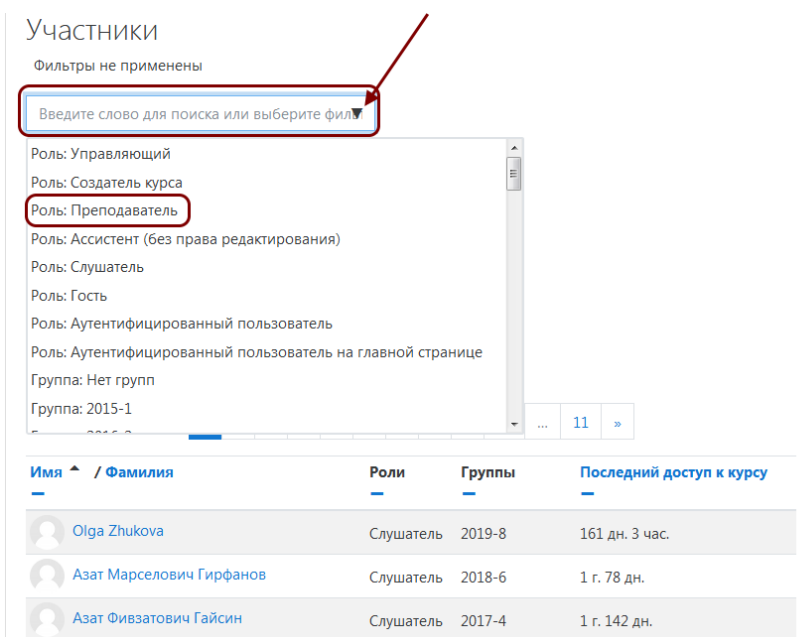 Участники
Фильтры не применены
Введите слово для поиска или выберите фил
Роль: Управляющий
Роль: Создатель курса
Роль: Преподаватель
Роль: Ассистент (без права редактирования)
Роль: Слушатель
Роль: Гость
Роль: Аутентифицированный пользователь
Роль: Аутентифицированный пользователь на главной странице
Группа: Нет групп
Группа: 2015-1
... 11 »
Имя / Фамилия Роли Группы Последний доступ к курсу
Olga Zhukova Слушатель 2019-8 161 дн. 3 час.
Азат Марселович Гирфанов Слушатель 2018-6 1 г. 78 дн.
Азат Фивзатович Гайсин Слушатель 2017-4 1 г. 142 дн.